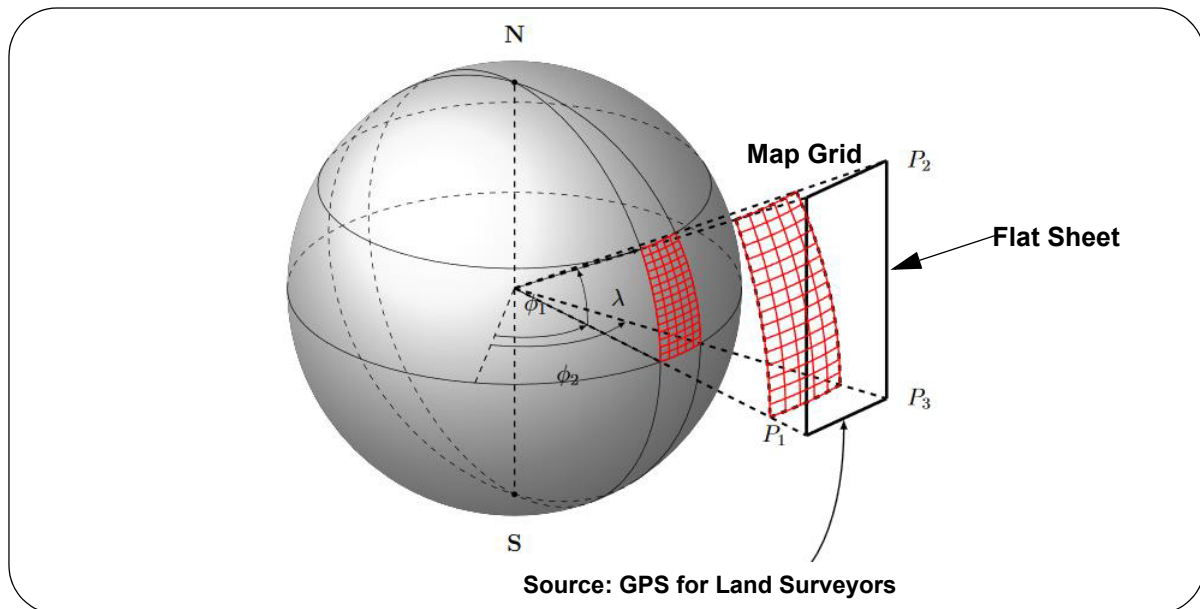 N
Map Grid
P₂
Flat Sheet
λ
ϕ₁
ϕ₂
P₃
P₁
S
Source: GPS for Land Surveyors